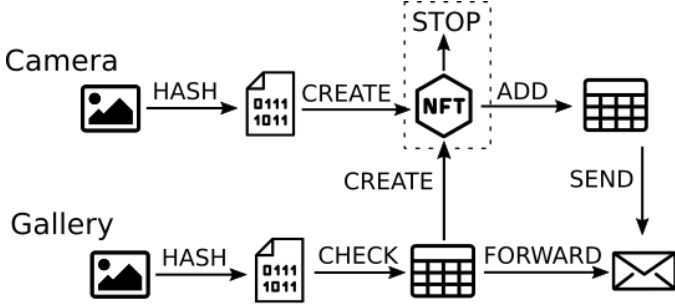 STOP
Camera
HASH
0111
1011
CREATE
NFT
ADD
CREATE
SEND
Gallery
HASH
0111
1011
CHECK
FORWARD